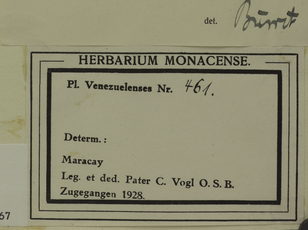 det. Burret
HERBARIUM MONACENSE.
Pl. Venezuelenses Nr. 461.
Determ.:
Maracay
Leg. et ded. Pater C. Vogl O. S. B.
Zugegangen 1928.
67